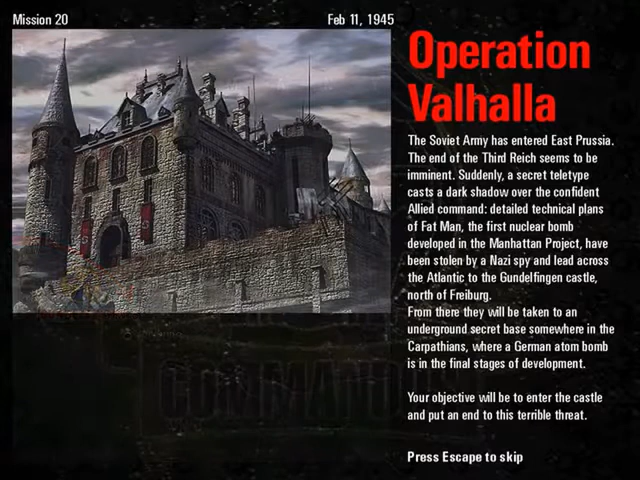 Mission 20
Feb 11, 1945
Operation
Valhalla
The Soviet Army has entered East Prussia.
The end of the Third Reich seems to be
imminent. Suddenly, a secret teletype
casts a dark shadow over the confident
Allied command: detailed technical plans
of Fat Man, the first nuclear bomb
developed in the Manhattan Project, have
been stolen by a Nazi spy and lead across
the Atlantic to the Gundelfingen castle,
north of Freiburg.
From there they will be taken to an
underground secret base somewhere in the
Carpathians, where a German atom bomb
is in the final stages of development.
Your objective will be to enter the castle
and put an end to this terrible threat.
Press Escape to skip